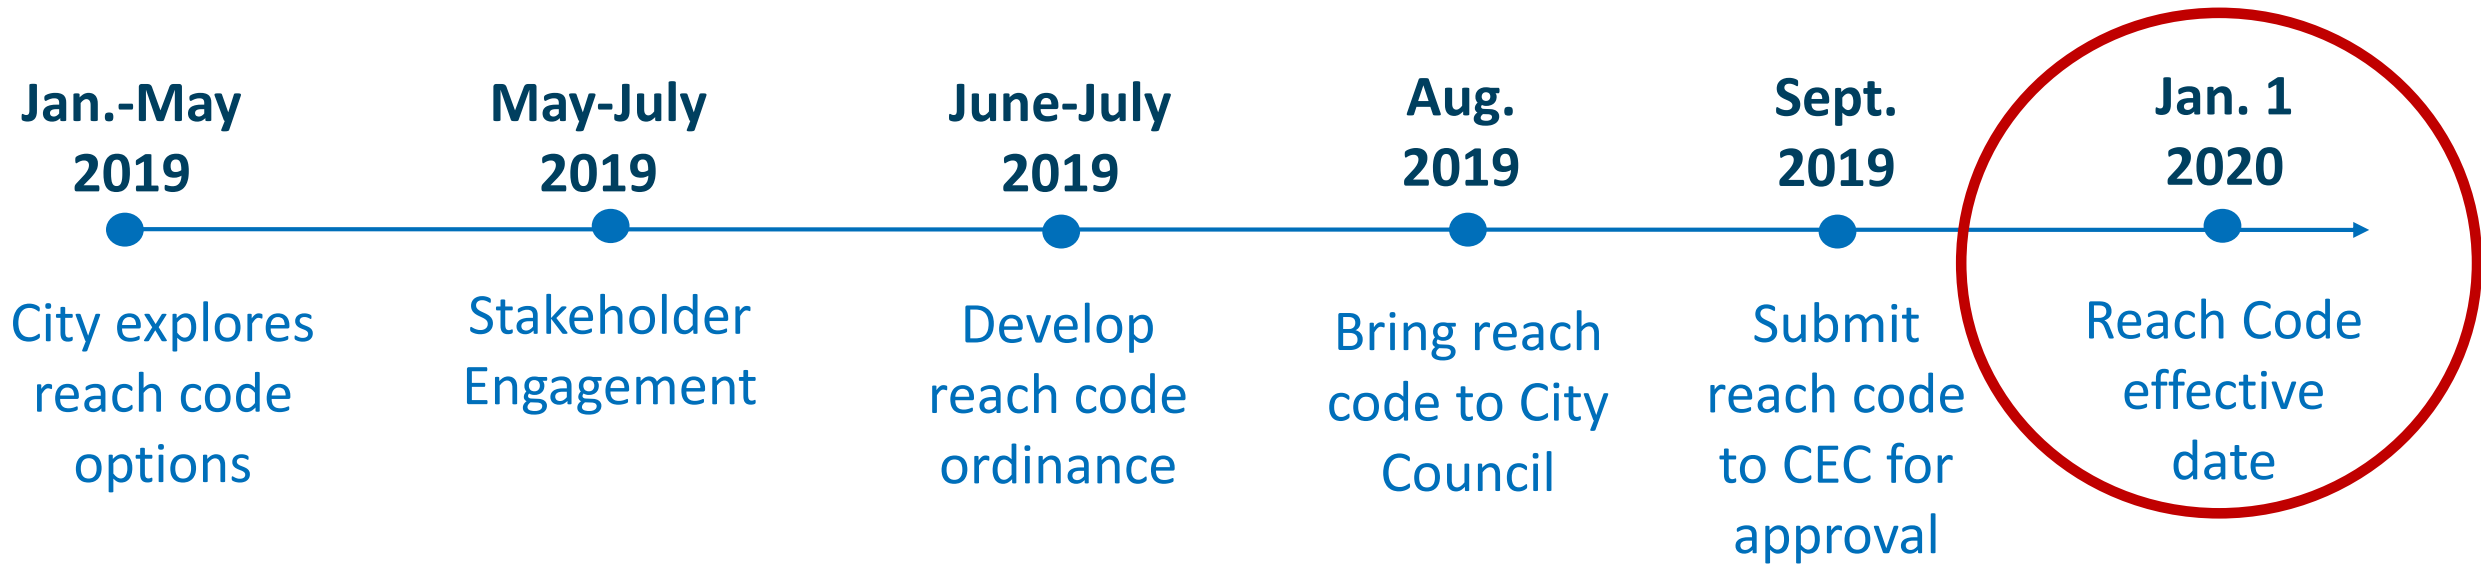 Jan.-May
2019
City explores
reach code
options
May-July
2019
Stakeholder
Engagement
June-July
2019
Develop
reach code
ordinance
Aug.
2019
Bring reach
code to City
Council
Sept.
2019
Submit
reach code
to CEC for
approval
Jan. 1
2020
Reach Code
effective
date